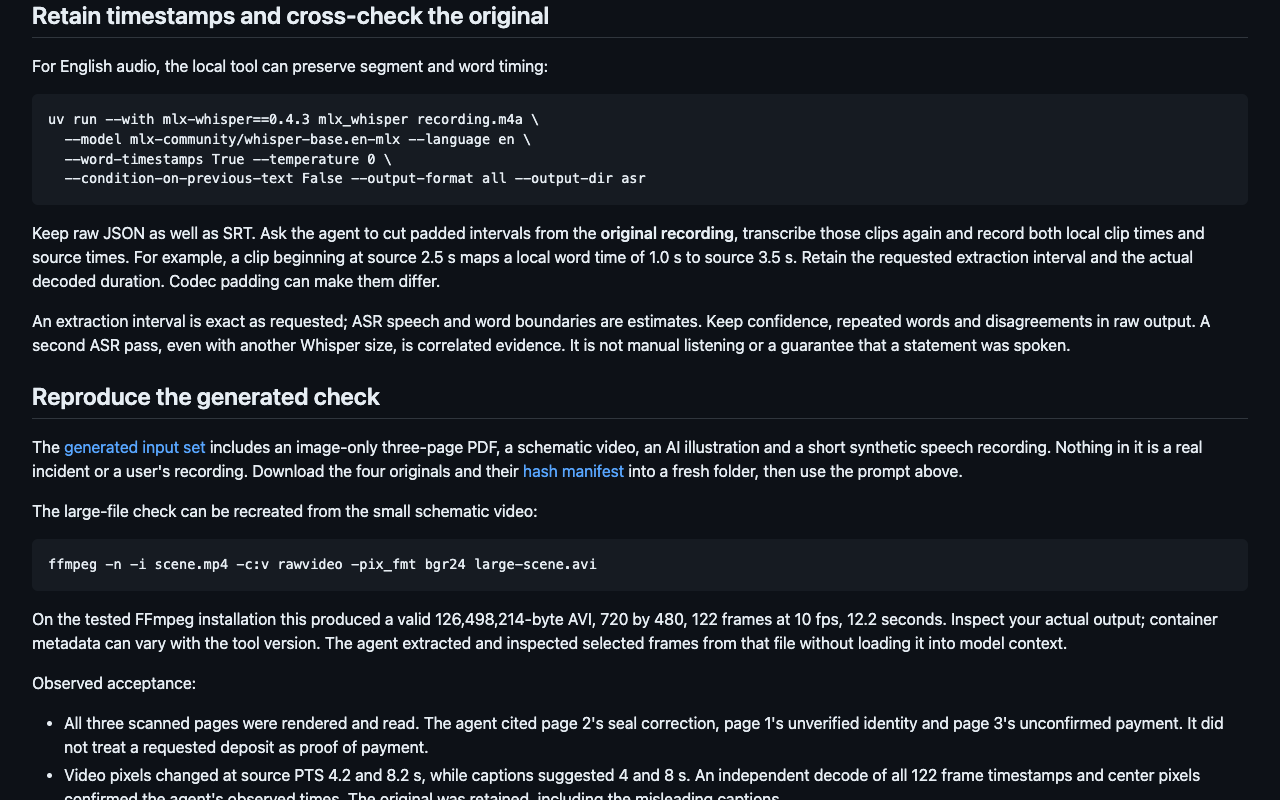 Retain timestamps and cross-check the original
For English audio, the local tool can preserve segment and word timing:
uv run --with mlx-whisper==0.4.3 mlx_whisper recording.m4a \
--model mlx-community/whisper-base.en-mlx --language en \
--word-timestamps True --temperature 0 \
--condition-on-previous-text False --output-format all --output-dir asr
Keep raw JSON as well as SRT. Ask the agent to cut padded intervals from the original recording, transcribe those clips again and record both local clip times and
source times. For example, a clip beginning at source 2.5 s maps a local word time of 1.0 s to source 3.5 s. Retain the requested extraction interval and the actual
decoded duration. Codec padding can make them differ.
An extraction interval is exact as requested; ASR speech and word boundaries are estimates. Keep confidence, repeated words and disagreements in raw output. A
second ASR pass, even with another Whisper size, is correlated evidence. It is not manual listening or a guarantee that a statement was spoken.
Reproduce the generated check
The generated input set includes an image-only three-page PDF, a schematic video, an AI illustration and a short synthetic speech recording. Nothing in it is a real
incident or a user's recording. Download the four originals and their hash manifest into a fresh folder, then use the prompt above.
The large-file check can be recreated from the small schematic video:
ffmpeg -n -i scene.mp4 -c:v rawvideo -pix_fmt bgr24 large-scene.avi
On the tested FFmpeg installation this produced a valid 126,498,214-byte AVI, 720 by 480, 122 frames at 10 fps, 12.2 seconds. Inspect your actual output; container
metadata can vary with the tool version. The agent extracted and inspected selected frames from that file without loading it into model context.
Observed acceptance:
• All three scanned pages were rendered and read. The agent cited page 2's seal correction, page 1's unverified identity and page 3's unconfirmed payment. It did
not treat a requested deposit as proof of payment.
• Video pixels changed at source PTS 4.2 and 8.2 s, while captions suggested 4 and 8 s. An independent decode of all 122 frame timestamps and center pixels
confirmed the agent's observed times. The original was retained, including the misleading captions.